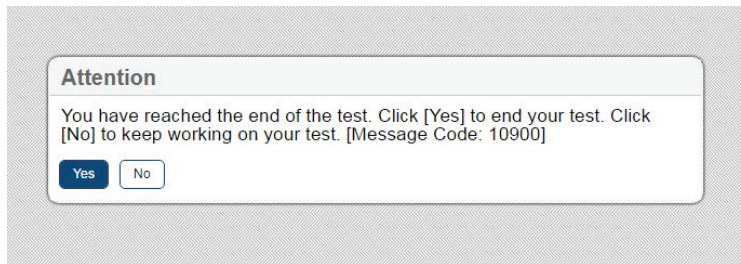 Attention
You have reached the end of the test. Click [Yes] to end your test. Click
[No] to keep working on your test. [Message Code: 10900]
Yes No